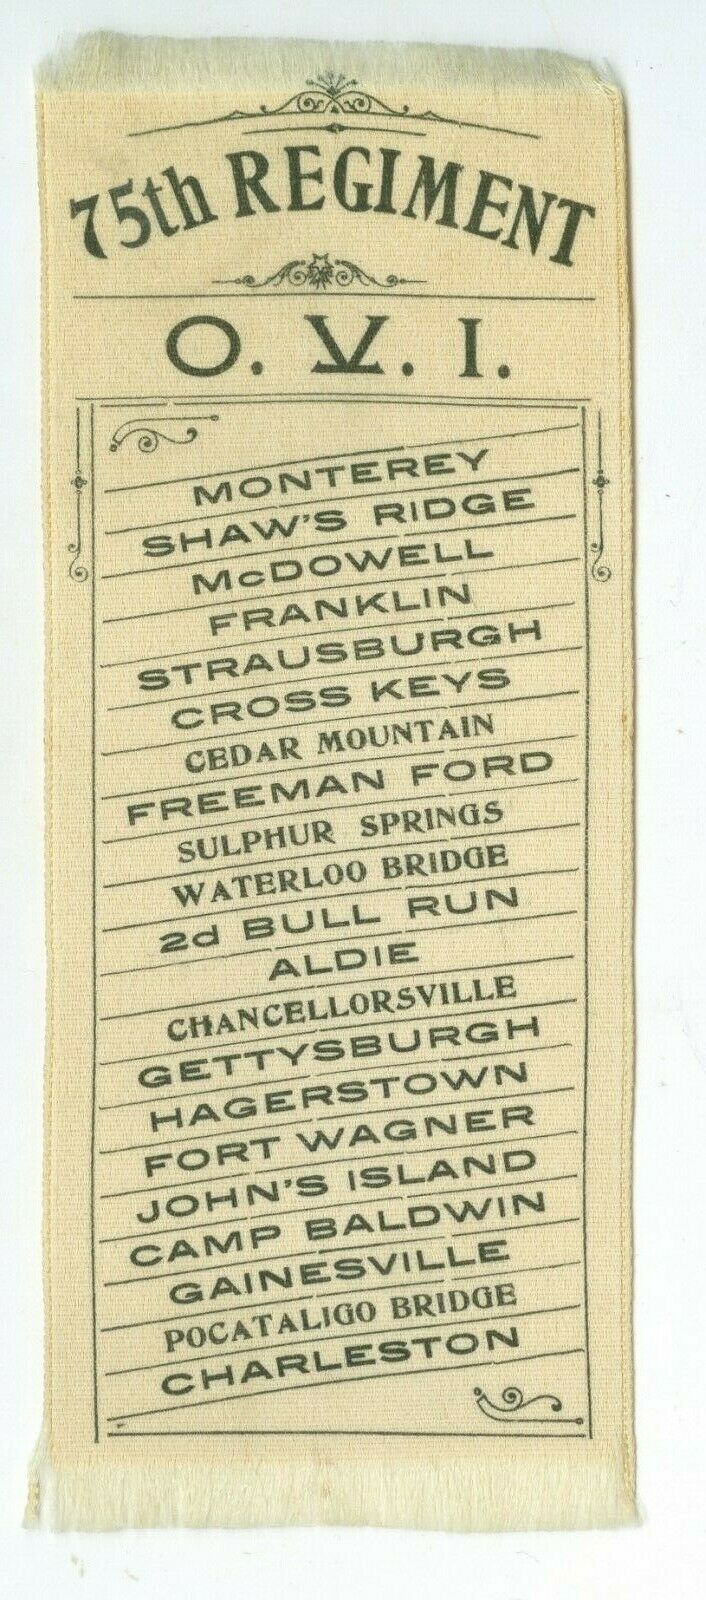 75th REGIMENT
O. V. I.
MONTEREY
SHAW'S RIDGE
McDOWELL
FRANKLIN
STRAUSBURGH
CROSS KEYS
CEDAR MOUNTAIN
FREEMAN FORD
SULPHUR SPRINGS
WATERLOO BRIDGE
2d BULL RUN
ALDIE
CHANCELLORSVILLE
GETTYSBURGH
HAGERSTOWN
FORT WAGNER
JOHN'S ISLAND
CAMP BALDWIN
GAINESVILLE
POCATALIGO BRIDGE
CHARLESTON